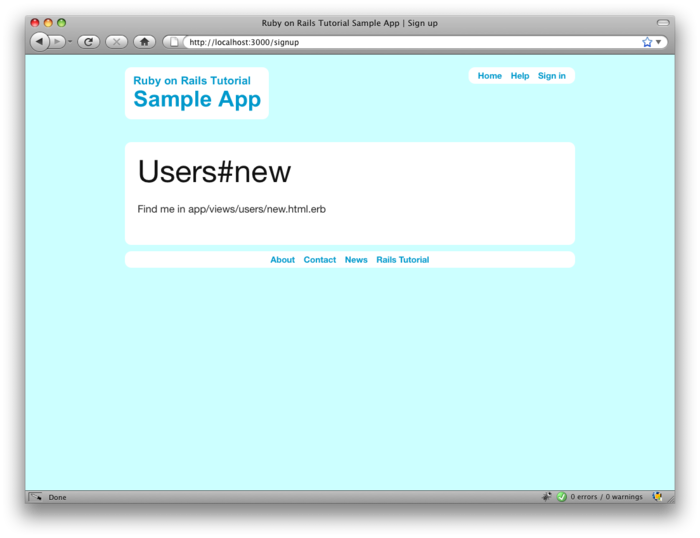 Ruby on Rails Tutorial Sample App | Sign up
http://localhost:3000/signup
Ruby on Rails Tutorial
Sample App
Home Help Sign in
Users#new
Find me in app/views/users/new.html.erb
About Contact News Rails Tutorial
Done
0 errors / 0 warnings